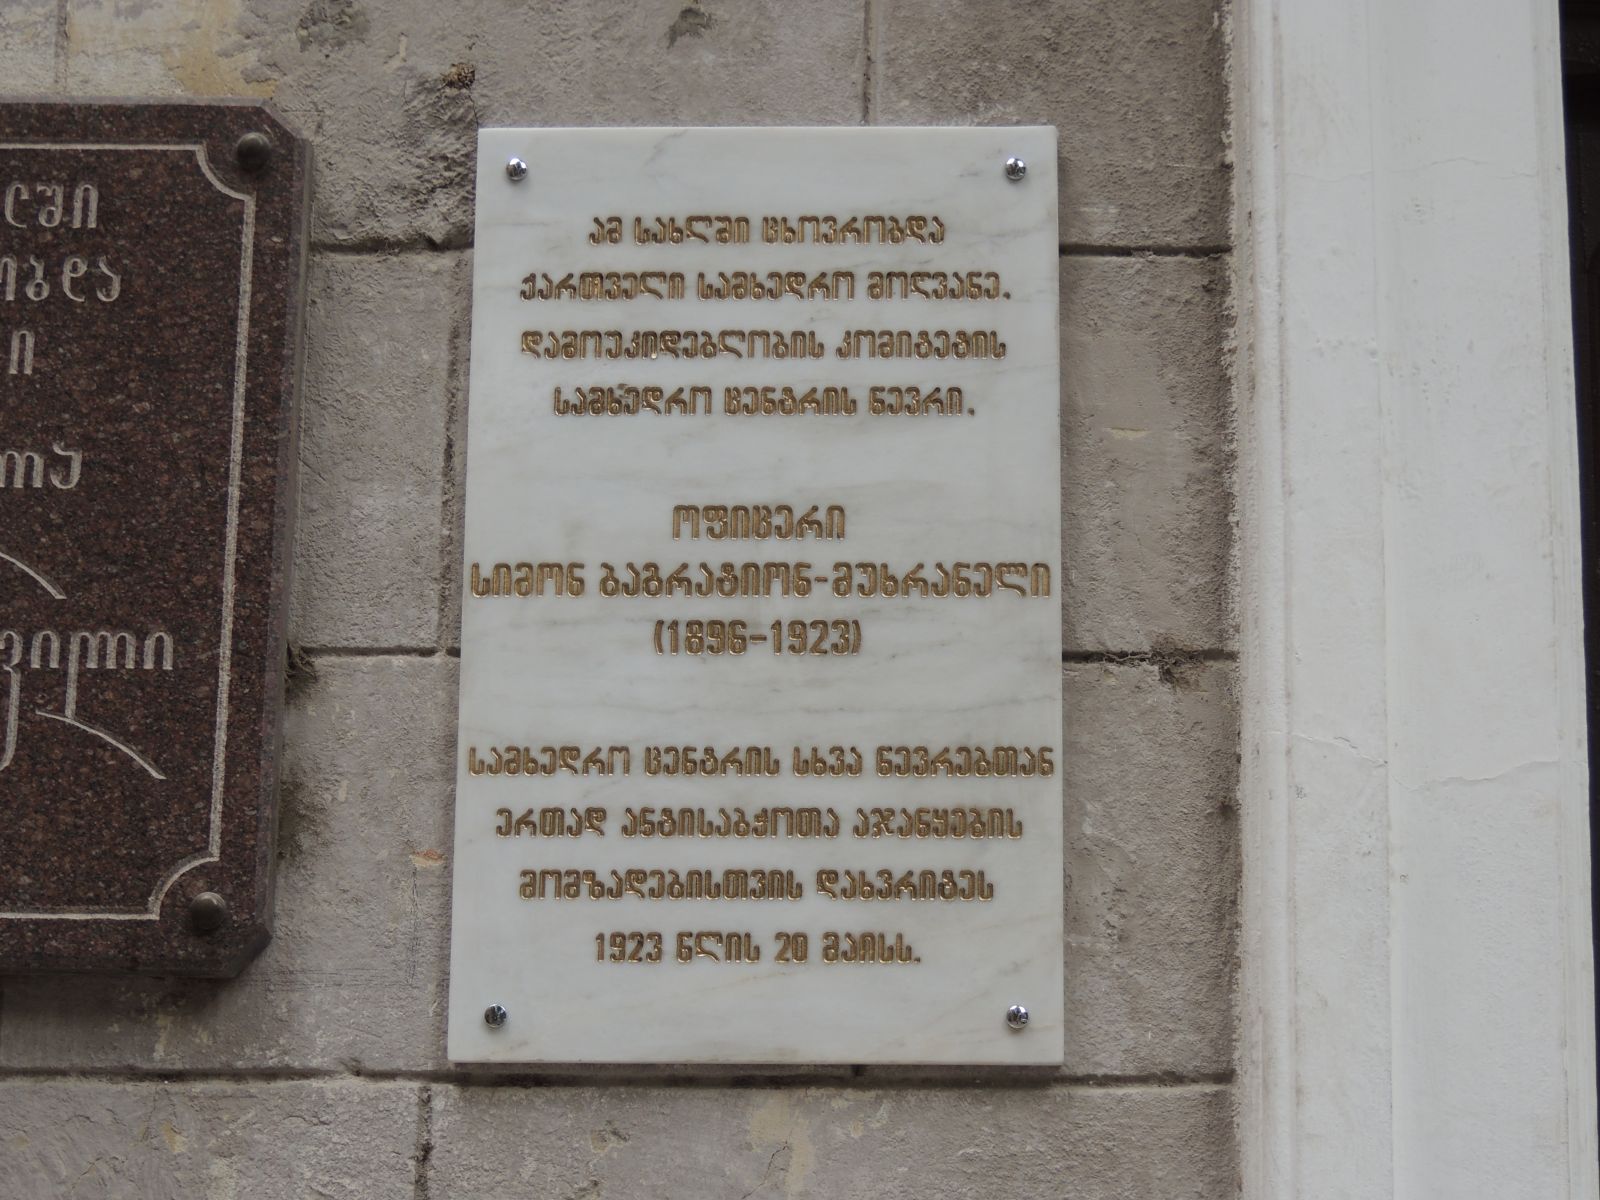 ამ სახლში ცხოვრობდა
ქართველი სამხედრო მოღვაწე,
დამოუკიდებლობის კომიტეტის
სამხედრო ცენტრის წევრი,
ოფიცერი
სიმონ ბაგრატიონ-მუხრანელი
(1896-1923)
სამხედრო ცენტრის სხვა წევრებთან
ერთად ანტისაბჭოთა აჯანყების
მომზადებისთვის დახვრიტეს
1923 წლის 20 მაისს.